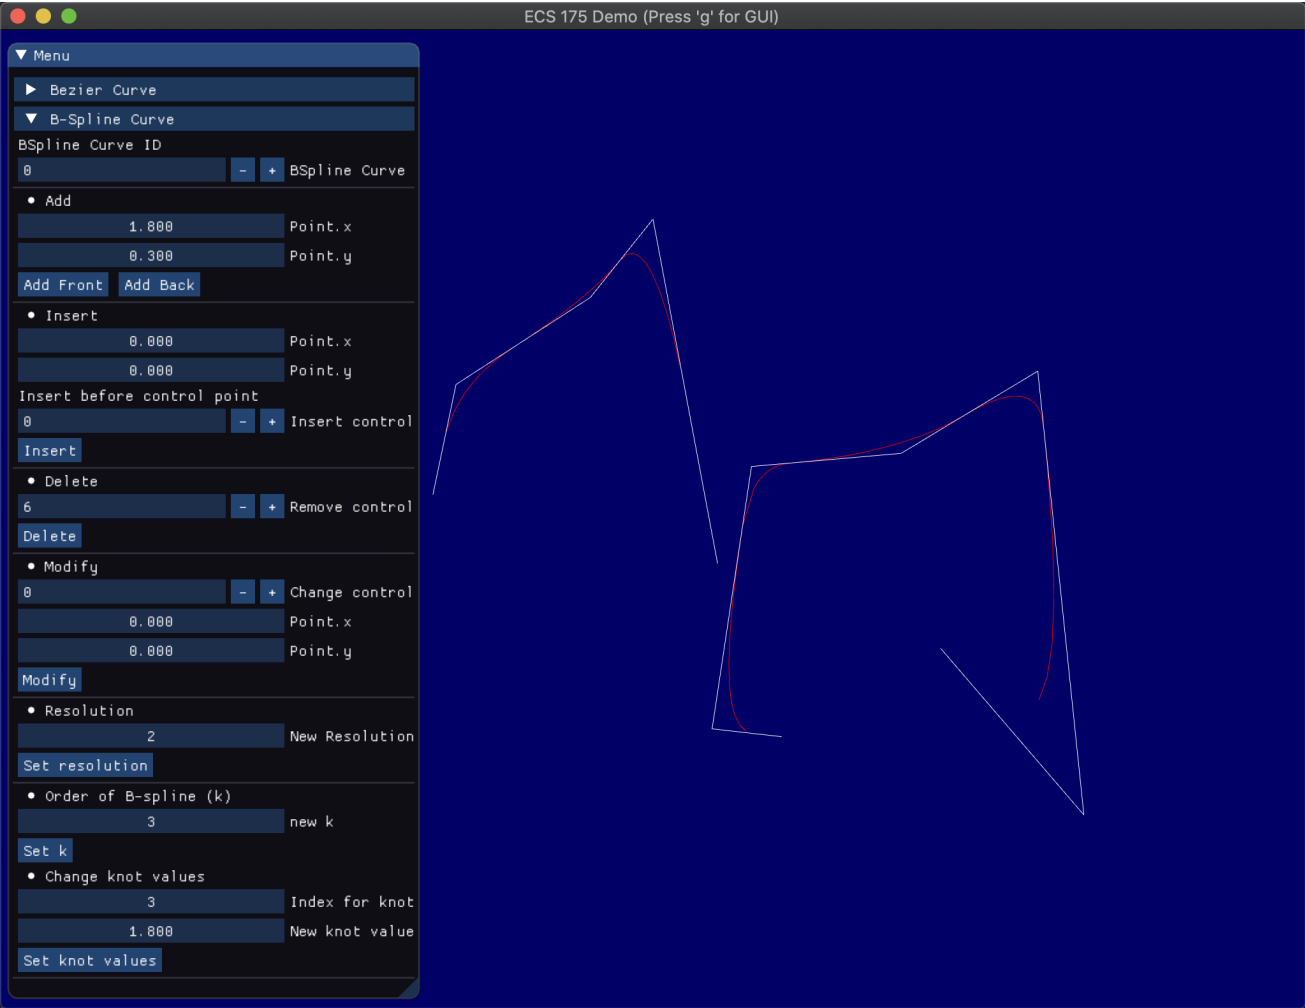 ECS 175 Demo (Press 'g' for GUI)
Menu
Bezier Curve
B-Spline Curve
BSpline Curve ID
0 - + BSpline Curve
Add
1.800 Point.x
0.300 Point.y
Add Front Add Back
Insert
0.000 Point.x
0.000 Point.y
Insert before control point
0 - + Insert control
Insert
Delete
6 - + Remove control
Delete
Modify
0 - + Change control
0.000 Point.x
0.000 Point.y
Modify
Resolution
2 New Resolution
Set resolution
Order of B-spline (k)
3 new k
Set k
Change knot values
3 Index for knot
1.800 New knot value
Set knot values